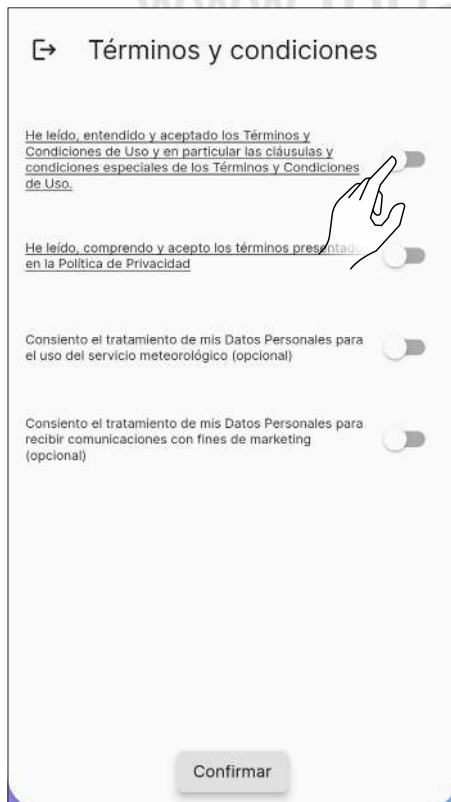 Términos y condiciones
He leído, entendido y aceptado los Términos y
Condiciones de Uso y en particular las cláusulas y
condiciones especiales de los Términos y Condiciones
de Uso.
He leído, comprendo y acepto los términos
en la Política de Privacidad
Consiento el tratamiento de mis Datos Personales para
el uso del servicio meteorológico (opcional)
Consiento el tratamiento de mis Datos Personales para
recibir comunicaciones con fines de marketing
(opcional)
Confirmar